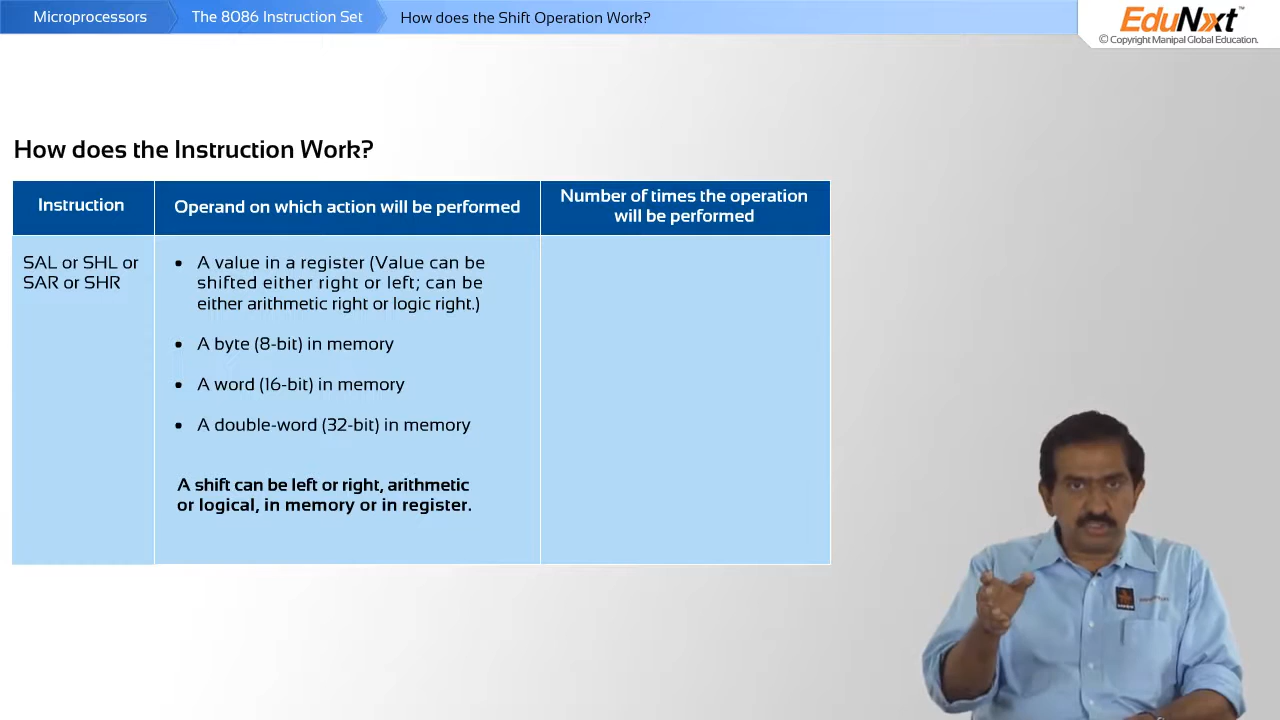 Microprocessors
The 8086 Instruction Set
How does the Shift Operation Work?
EduNxt™
© Copyright Manipal Global Education.
How does the Instruction Work?
Instruction
Operand on which action will be performed
Number of times the operation
will be performed
SAL or SHL or
SAR or SHR
• A value in a register (Value can be
shifted either right or left; can be
either arithmetic right or logic right.)
• A byte (8-bit) in memory
• A word (16-bit) in memory
• A double-word (32-bit) in memory
A shift can be left or right, arithmetic
or logical, in memory or in register.